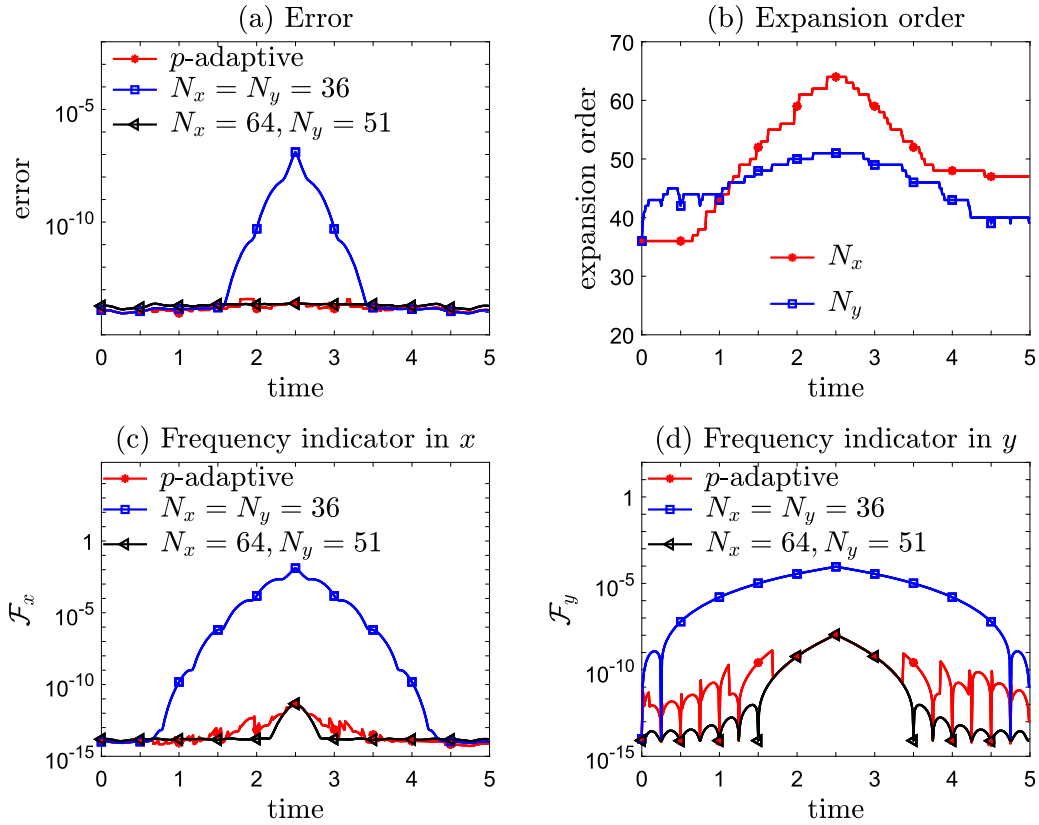 (a) Error
p-adaptive
N_x = N_y = 36
N_x = 64, N_y = 51
10^-5
10^-10
error
0 1 2 3 4 5
time
(b) Expansion order
70
60
50
40
30
20
expansion order
N_x
N_y
0 1 2 3 4 5
time
(c) Frequency indicator in x
p-adaptive
N_x = N_y = 36
N_x = 64, N_y = 51
1
10^-5
10^-10
10^-15
F_x
0 1 2 3 4 5
time
(d) Frequency indicator in y
p-adaptive
N_x = N_y = 36
N_x = 64, N_y = 51
1
10^-5
10^-10
10^-15
F_y
0 1 2 3 4 5
time